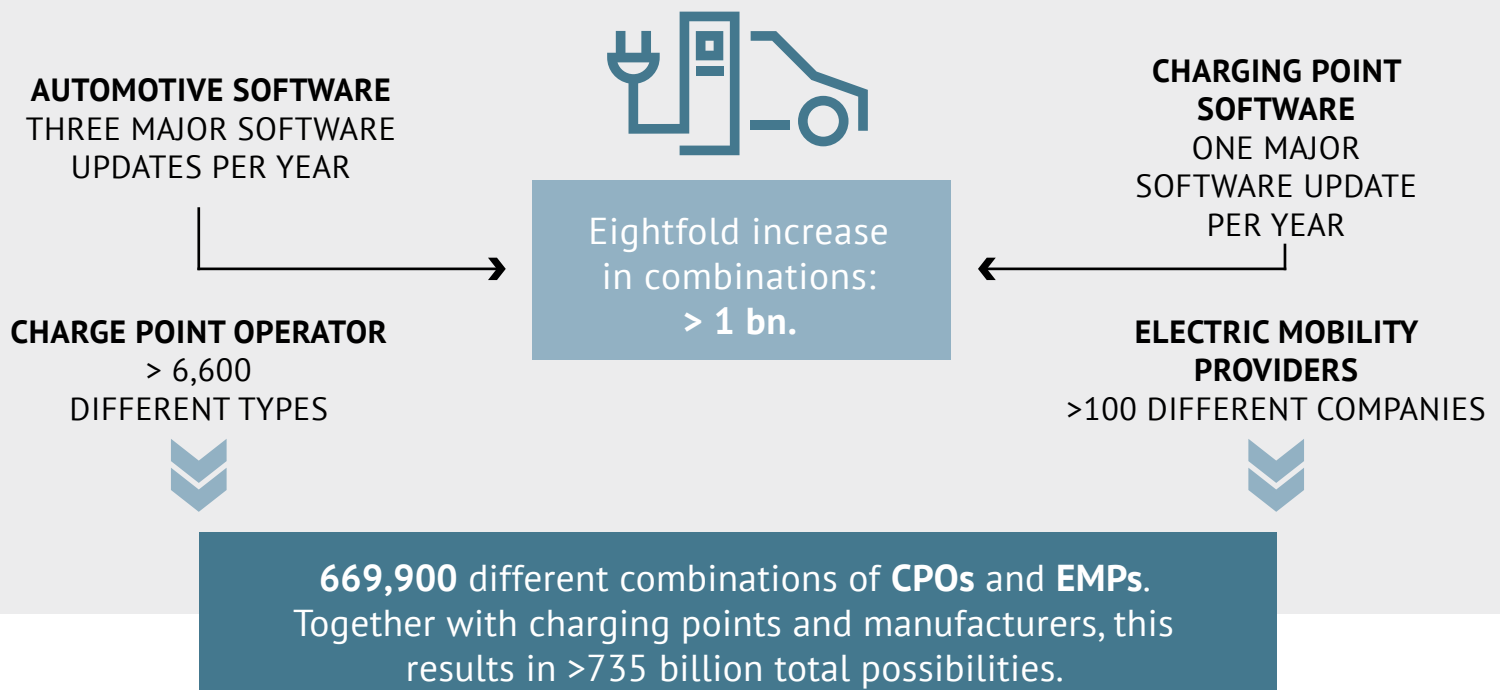 AUTOMOTIVE SOFTWARE
THREE MAJOR SOFTWARE
UPDATES PER YEAR
CHARGING POINT
SOFTWARE
ONE MAJOR
SOFTWARE UPDATE
PER YEAR
Eightfold increase
in combinations:
> 1 bn.
CHARGE POINT OPERATOR
> 6,600
DIFFERENT TYPES
ELECTRIC MOBILITY
PROVIDERS
>100 DIFFERENT COMPANIES
669,900 different combinations of CPOs and EMPs.
Together with charging points and manufacturers, this
results in >735 billion total possibilities.